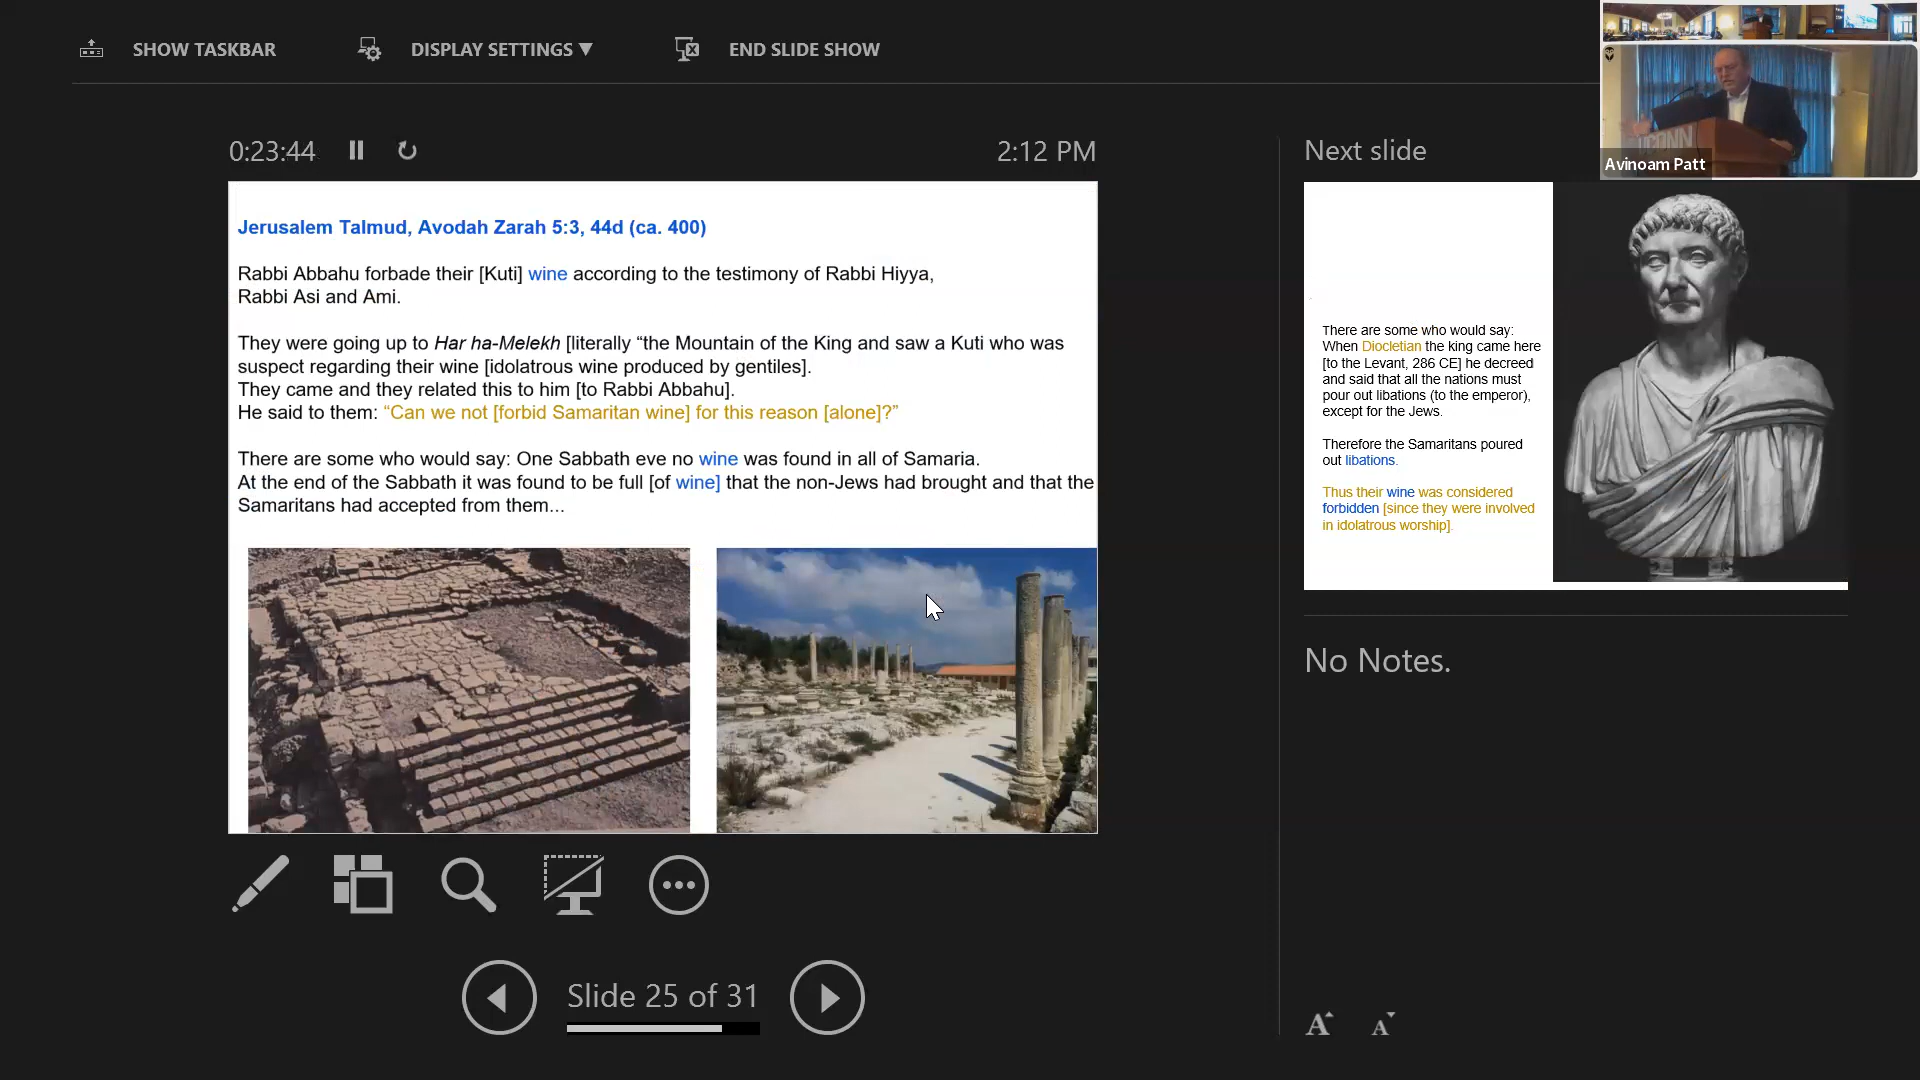 SHOW TASKBAR
DISPLAY SETTINGS ▼
END SLIDE SHOW
0:23:44
2:12 PM
Jerusalem Talmud, Avodah Zarah 5:3, 44d (ca. 400)
Rabbi Abbahu forbade their [Kuti] wine according to the testimony of Rabbi Hiyya,
Rabbi Asi and Ami.
They were going up to Har ha-Melekh [literally “the Mountain of the King and saw a Kuti who was
suspect regarding their wine [idolatrous wine produced by gentiles].
They came and they related this to him [to Rabbi Abbahu].
He said to them: “Can we not [forbid Samaritan wine] for this reason [alone]?”
There are some who would say: One Sabbath eve no wine was found in all of Samaria.
At the end of the Sabbath it was found to be full [of wine] that the non-Jews had brought and that the
Samaritans had accepted from them...
Slide 25 of 31
Next slide
There are some who would say:
When Diocletian the king came here
[to the Levant, 286 CE] he decreed
and said that all the nations must
pour out libations (to the emperor),
except for the Jews.
Therefore the Samaritans poured
out libations.
Thus their wine was considered
forbidden [since they were involved
in idolatrous worship].
No Notes.
A A
UCONN
Avinoam Patt